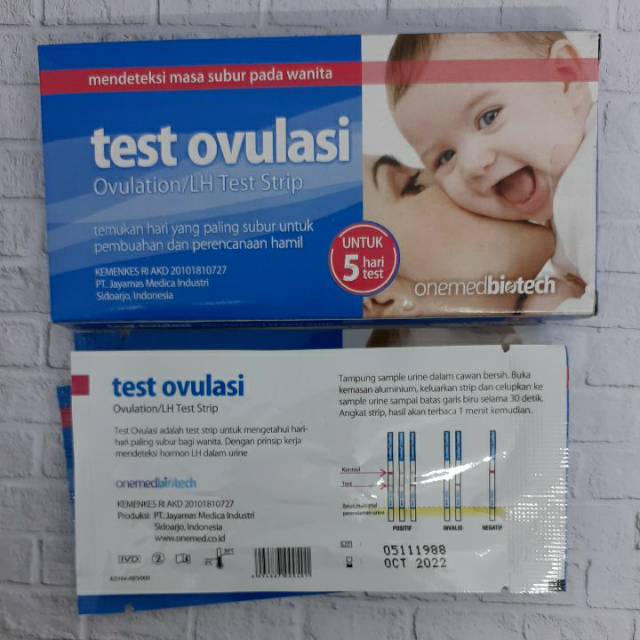 mendeteksi masa subur pada wanita
test ovulasi
Ovulation/LH Test Strip
temukan hari yang paling subur untuk
pembuahan dan perencanaan hamil
KEMENKES RI AKD 20101810727
PT. Jayamas Medica Industri
Sidoarjo, Indonesia
UNTUK
5 hari
test
onemedbiotech
test ovulasi
Ovulation/LH Test Strip
Test Ovulasi adalah test strip untuk mengetahui hari-
hari paling subur bagi wanita. Dengan prinsip kerja
mendeteksi hormon LH dalam urine
onemedbiotech
KEMENKES RI AKD 20101810727
Produksi: PT. Jayamas Medica Industri
Sidoarjo, Indonesia
www.onemed.co.id
IVD
2
Tampung sample urine dalam cawan bersih. Buka
kemasan aluminium, keluarkan strip dan celupkan ke
sample urine sampai batas garis biru selama 30 detik.
Angkat strip, hasil akan terbaca 1 menit kemudian.
Kontrol
Test
POSITIF
INVALID
NEGATIF
LOT
05111988
OCT 2022